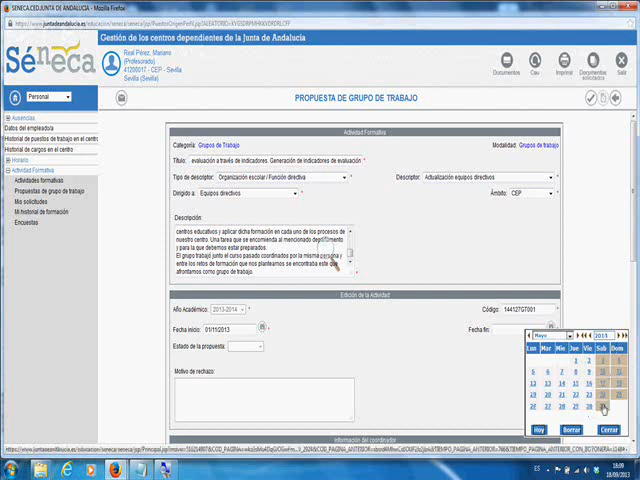 SENECA.CED.JUNTA DE ANDALUCIA - Mozilla Firefox
Gestión de los centros dependientes de la Junta de Andalucía
Séneca
Real Pérez, Mariano
(Profesorado)
41200017 - CEP - Sevilla
Sevilla (Sevilla)
Documentos
Cau
Imprimir
Documentos solicitados
Salir
Personal
PROPUESTA DE GRUPO DE TRABAJO
Ausencias
Datos del empleado/a
Historial de puestos de trabajo en el centro
Historial de cargos en el centro
Horario
Actividad Formativa
Actividades formativas
Propuestas de grupo de trabajo
Mis solicitudes
Mi historial de formación
Encuestas
Actividad Formativa
Categoría: Grupos de Trabajo
Modalidad: Grupos de trabajo
Título: evaluación a través de indicadores. Generación de indicadores de evaluación *
Tipo de descriptor: Organización escolar / Función directiva *
Descriptor: Actualización equipos directivos *
Dirigido a: Equipos directivos *
Ámbito: CEP *
Descripción:
centros educativos y aplicar dicha formación en cada uno de los procesos de
nuestro centro. Una tarea que se encomienda al mencionado departamento
y para la que debemos estar preparados.
El grupo trabajó junto el curso pasado coordinados por la misma persona y
entre los retos de formación que nos planteamos se encontraba este que
afrontamos como grupo de trabajo.
*
Edición de la Actividad
Año Académico: 2013-2014 *
Código: 144127GT001
Fecha inicio: 01/11/2013 *
Fecha fin:
Estado de la propuesta:
Motivo de rechazo:
Mayo 2014
Lun Mar Mie Jue Vie Sab Dom
1 2 3 4
5 6 7 8 9 10 11
12 13 14 15 16 17 18
19 20 21 22 23 24 25
26 27 28 29 30 31
Hoy Borrar Cerrar
Información del coordinador
ES
18:09
18/09/2013